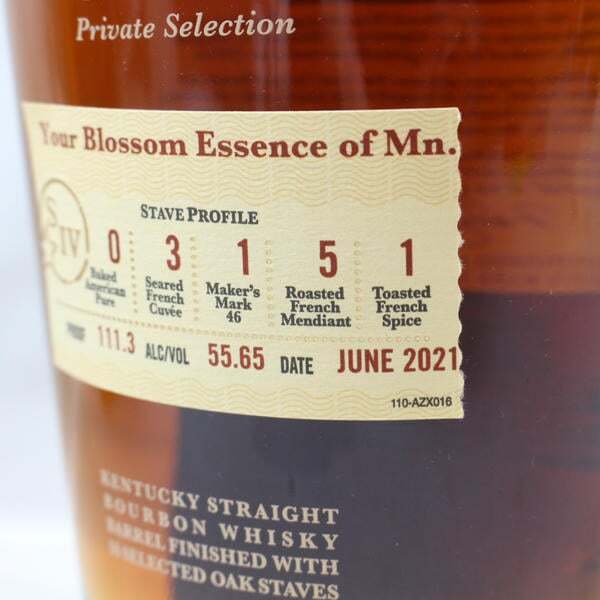 Private Selection
Your Blossom Essence of Mn.
STAVE PROFILE
S IV
0 3 1 5 1
Baked American Pure
Seared French Cuvée
Maker's Mark 46
Roasted French Mendiant
Toasted French Spice
PROOF 111.3 ALC/VOL 55.65 DATE JUNE 2021
110-AZX016
KENTUCKY STRAIGHT
BOURBON WHISKY
BARREL FINISHED WITH
10 SELECTED OAK STAVES